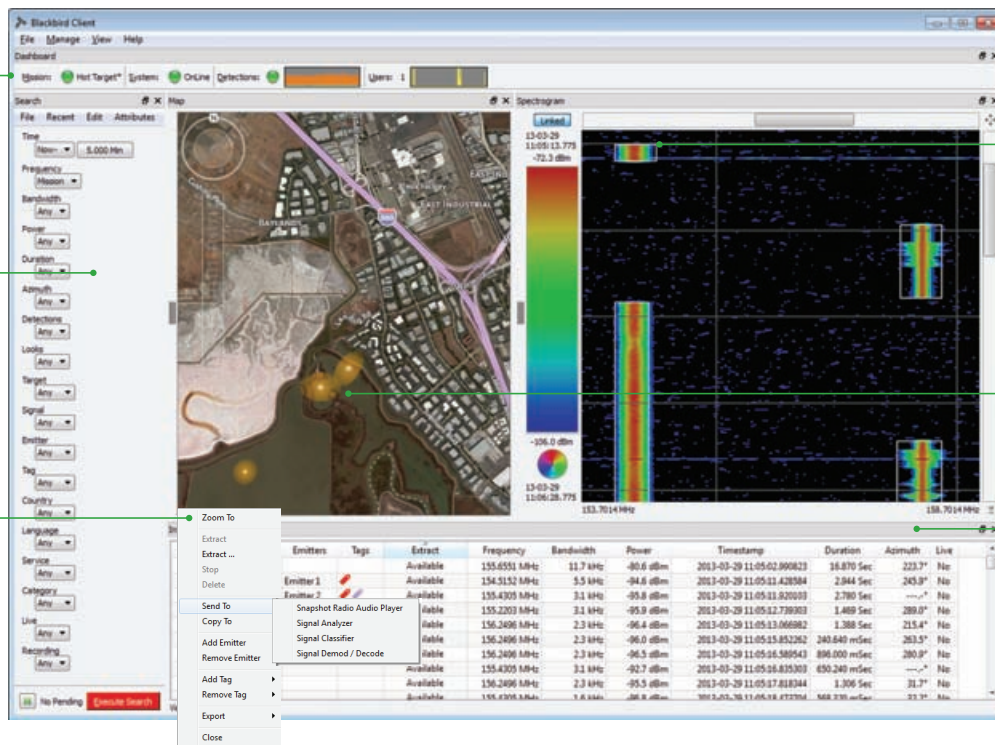 Blackbird Client
File Manage View Help
Dashboard
Mission: Hot Target* System: OnLine Detections: Users: 1
Search
File Recent Edit Attributes
Time
Now- 5.000 Min
Frequency
Mission
Bandwidth
Any
Power
Any
Duration
Any
Azimuth
Any
Detections
Any
Looks
Any
Target
Any
Signal
Any
Emitter
Any
Tag
Any
Country
Any
Language
Any
Service
Any
Category
Any
Live
Any
Recording
Any
No Pending Execute Search
Map
N
BAYLANDS
EAST INDUSTRIAL
880
Spectrogram
Linked
13-03-29
11:05:13.775
-72.3 dBm
-106.0 dBm
13-03-29
11:06:28.775
153.7014 MHz 158.7014 MHz
Zoom To
Extract
Extract ...
Stop
Delete
Send To
Copy To
Add Emitter
Remove Emitter
Add Tag
Remove Tag
Export
Close
Snapshot Radio Audio Player
Signal Analyzer
Signal Classifier
Signal Demod / Decode
Emitters Tags Extract Frequency Bandwidth Power Timestamp Duration Azimuth Live
Available 155.6551 MHz 11.7 kHz -80.6 dBm 2013-03-29 11:05:02.990823 16.870 Sec 223.7° No
Emitter 1 Available 154.5152 MHz 5.5 kHz -94.6 dBm 2013-03-29 11:05:11.428584 2.944 Sec 245.9° No
Emitter 2 Available 155.4305 MHz 3.1 kHz -95.8 dBm 2013-03-29 11:05:11.920103 2.780 Sec ---.-° No
155.2203 MHz 3.1 kHz -95.9 dBm 2013-03-29 11:05:12.739303 1.469 Sec 289.0° No
156.2496 MHz 2.3 kHz -96.4 dBm 2013-03-29 11:05:13.066982 1.388 Sec 215.4° No
156.2496 MHz 2.3 kHz -96.0 dBm 2013-03-29 11:05:15.852262 240.640 mSec 263.5° No
156.2496 MHz 2.3 kHz -96.5 dBm 2013-03-29 11:05:16.589543 896.000 mSec 280.9° No
Available 155.4305 MHz 3.1 kHz -92.7 dBm 2013-03-29 11:05:16.835303 650.240 mSec ---.-° No
Available 156.2496 MHz 2.3 kHz -95.5 dBm 2013-03-29 11:05:17.818344 1.306 Sec 31.7° No
Available 155.4305 MHz 1.6 kHz